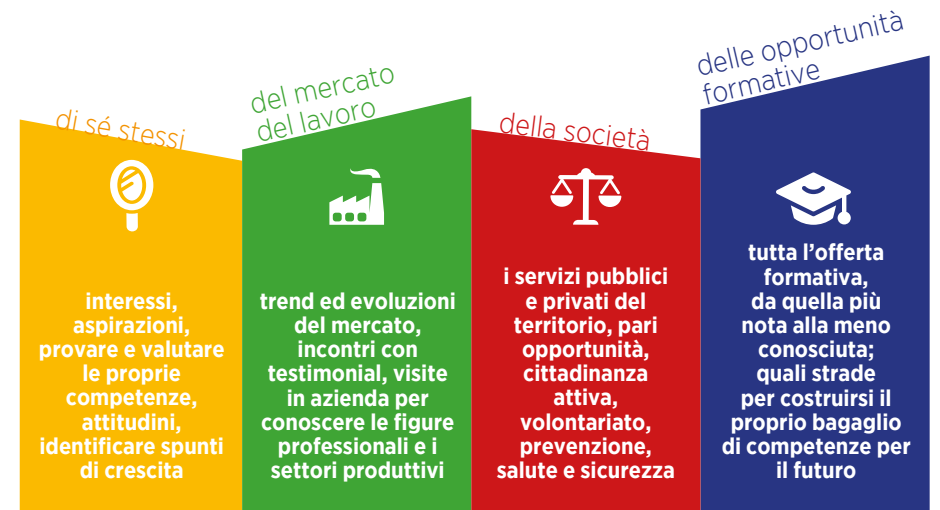 di sé stessi
interessi,
aspirazioni,
provare e valutare
le proprie
competenze,
attitudini,
identificare spunti
di crescita
del mercato
del lavoro
trend ed evoluzioni
del mercato,
incontri con
testimonial, visite
in azienda per
conoscere le figure
professionali e i
settori produttivi
della società
i servizi pubblici
e privati del
territorio, pari
opportunità,
cittadinanza
attiva,
volontariato,
prevenzione,
salute e sicurezza
delle opportunità
formative
tutta l’offerta
formativa,
da quella più
nota alla meno
conosciuta;
quali strade
per costruirsi il
proprio bagaglio
di competenze per
il futuro